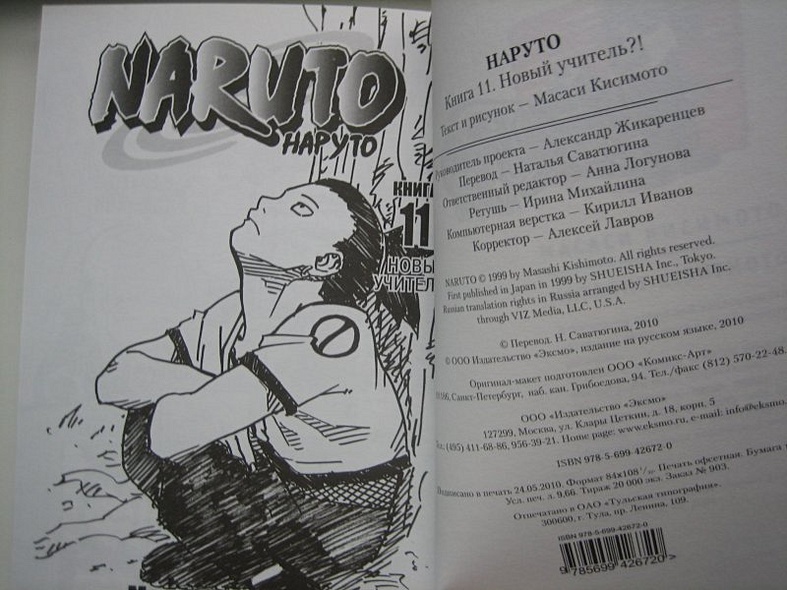 NARUTO
НАРУТО
КНИГА
11
НОВЫ
УЧИТЕЛ
НАРУТО
Книга 11. Новый учитель?!
Текст и рисунок — Масаси Кисимото
Руководитель проекта — Александр Жикаренцев
Перевод — Наталья Саватюгина
Ответственный редактор — Анна Логунова
Ретушь — Ирина Михайлина
Компьютерная верстка — Кирилл Иванов
Корректор — Алексей Лавров
NARUTO © 1999 by Masashi Kishimoto. All rights reserved.
First published in Japan in 1999 by SHUEISHA Inc., Tokyo.
Russian translation rights in Russia arranged by SHUEISHA Inc.
through VIZ Media, LLC, U.S.A.
© Перевод. Н. Саватюгина, 2010
© ООО Издательство «Эксмо», издание на русском языке, 2010
Оригинал-макет подготовлен ООО «Комикс-Арт»
Санкт-Петербург, наб. кан. Грибоедова, 94. Тел./факс (812) 570-22-48.
ООО «Издательство «Эксмо»
127299, Москва, ул. Клары Цеткин, д. 18, корп. 5
(495) 411-68-86, 956-39-21. Home page: www.eksmo.ru, e-mail: info@eksmo.
ISBN 978-5-699-42672-0
Подписано в печать 24.05.2010. Формат 84x108 Печать офсетная. Бумага
Усл. печ. л. 9,66. Тираж 20 000 экз. Заказ № 903.
Отпечатано в ОАО «Тульская типография».
300600, г. Тула, пр. Ленина, 109.
ISBN 978-5-699-42672-0
9 785699 426720 >